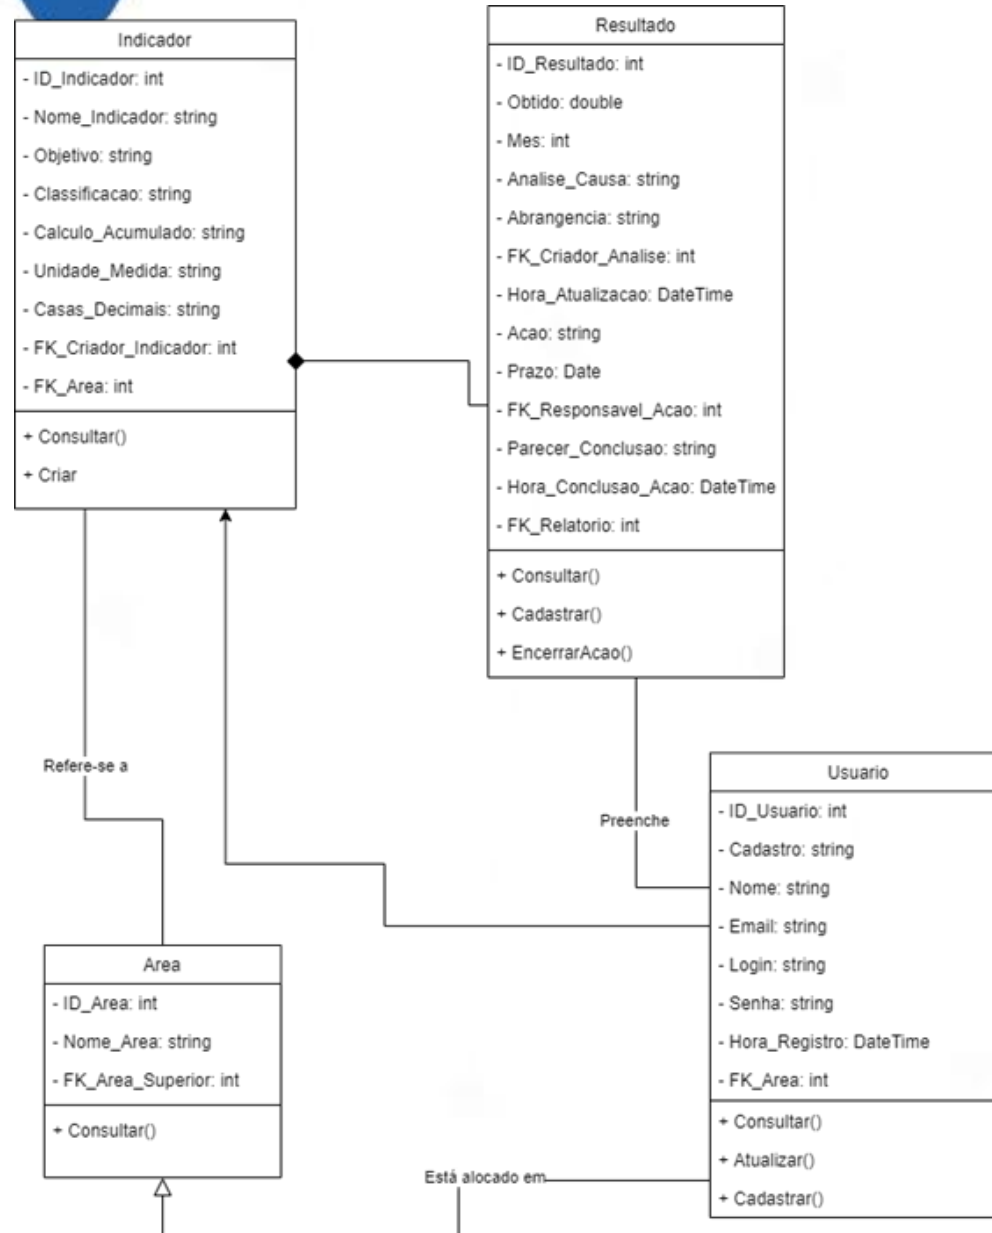 Indicador
- ID_Indicador: int
- Nome_Indicador: string
- Objetivo: string
- Classificacao: string
- Calculo_Acumulado: string
- Unidade_Medida: string
- Casas_Decimais: string
- FK_Criador_Indicador: int
- FK_Area: int
+ Consultar()
+ Criar
Resultado
- ID_Resultado: int
- Obtido: double
- Mes: int
- Analise_Causa: string
- Abrangencia: string
- FK_Criador_Analise: int
- Hora_Atualizacao: DateTime
- Acao: string
- Prazo: Date
- FK_Responsavel_Acao: int
- Parecer_Conclusao: string
- Hora_Conclusao_Acao: DateTime
- FK_Relatorio: int
+ Consultar()
+ Cadastrar()
+ EncerrarAcao()
Refere-se a
Preenche
Usuario
- ID_Usuario: int
- Cadastro: string
- Nome: string
- Email: string
- Login: string
- Senha: string
- Hora_Registro: DateTime
- FK_Area: int
+ Consultar()
+ Atualizar()
+ Cadastrar()
Area
- ID_Area: int
- Nome_Area: string
- FK_Area_Superior: int
+ Consultar()
Está alocado em